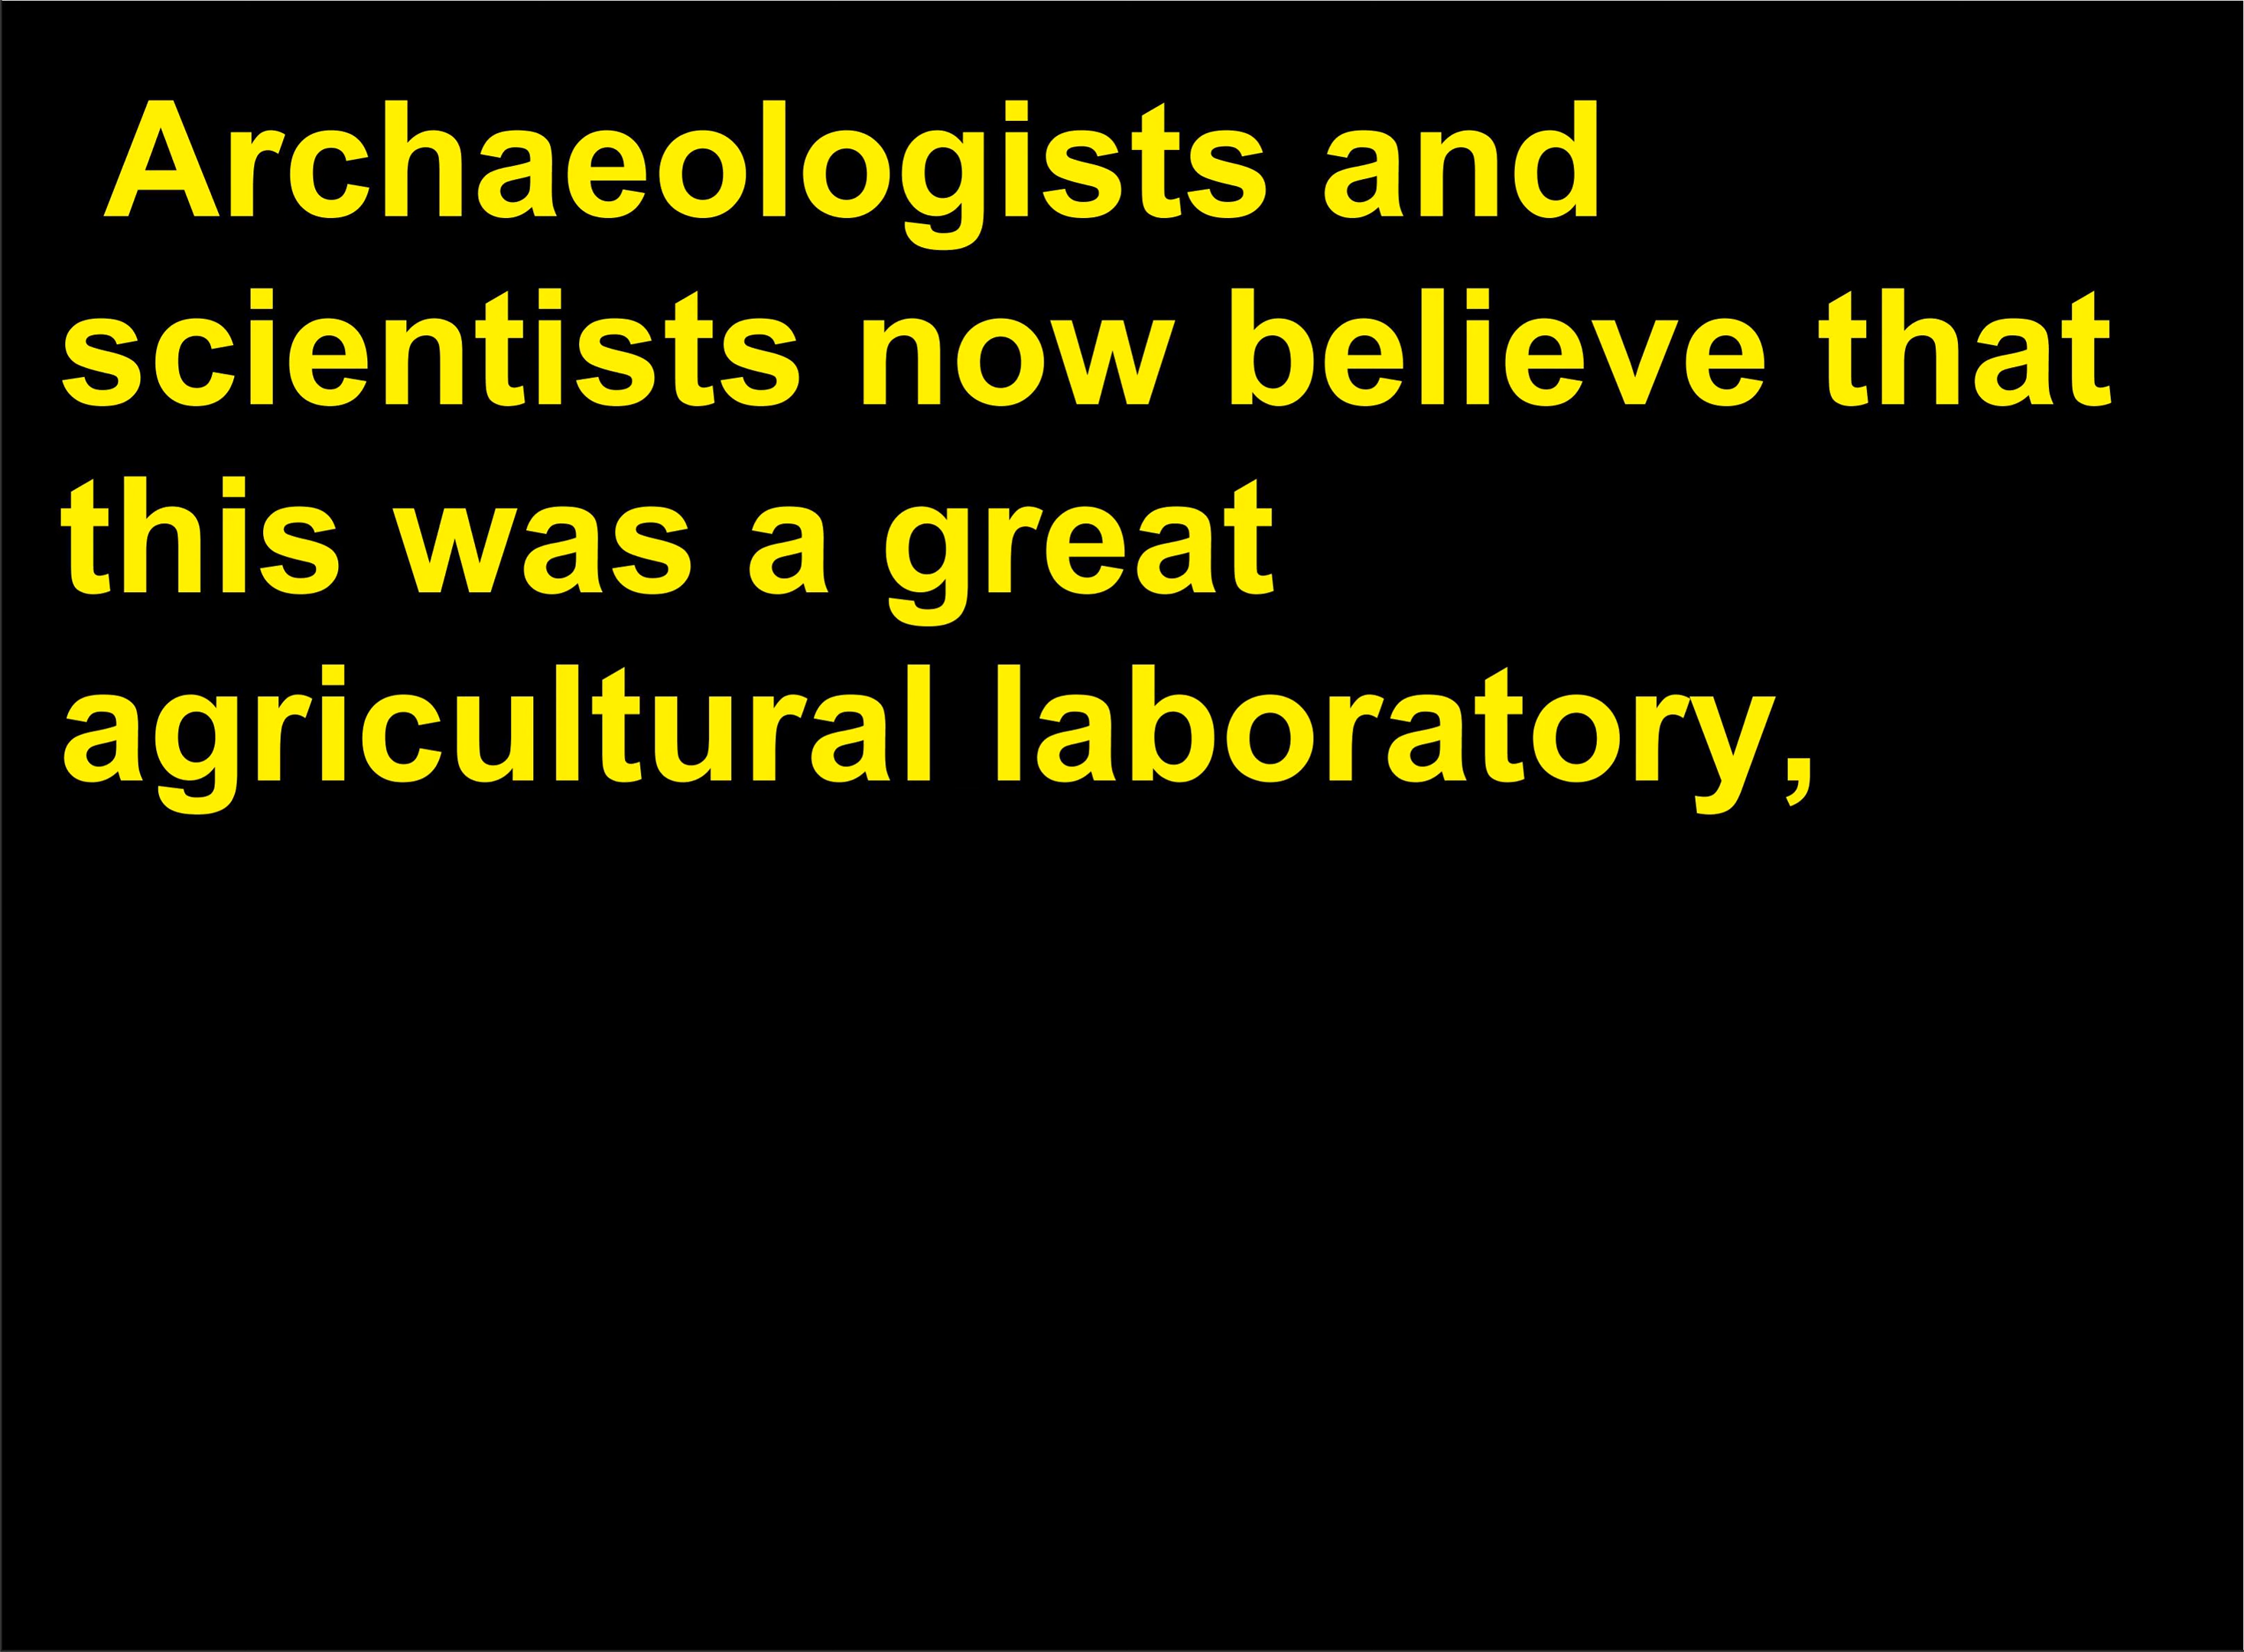 Archaeologists and
scientists now believe that
this was a great
agricultural laboratory,